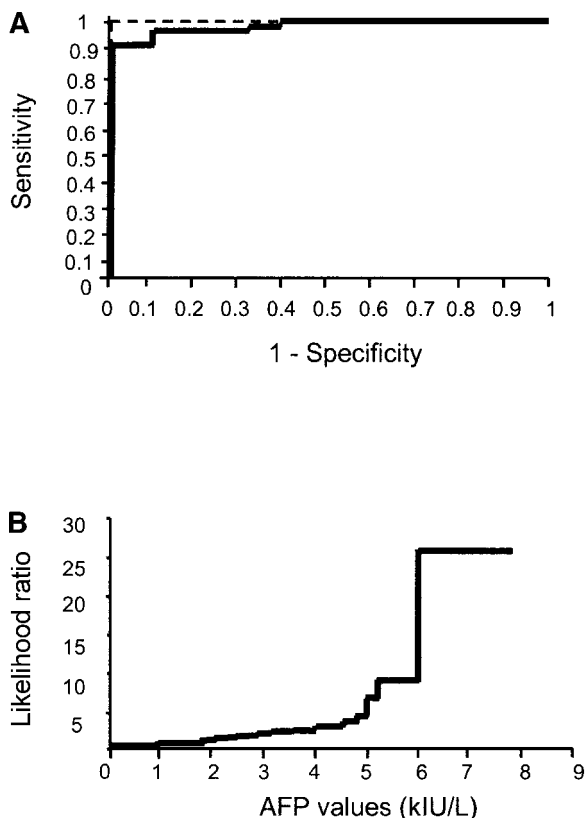 A
1
0.9
0.8
0.7
0.6
0.5
0.4
0.3
0.2
0.1
0
Sensitivity
0 0.1 0.2 0.3 0.4 0.5 0.6 0.7 0.8 0.9 1
1 - Specificity
B
30
25
20
15
10
5
Likelihood ratio
0 1 2 3 4 5 6 7 8 9
AFP values (kIU/L)